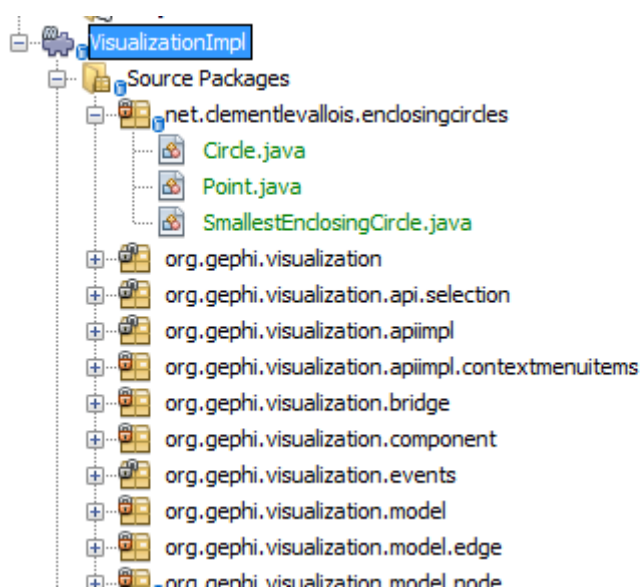 VisualizationImpl
Source Packages
net.clementlevallois.enclosingcircles
Circle.java
Point.java
SmallestEnclosingCircle.java
org.gephi.visualization
org.gephi.visualization.api.selection
org.gephi.visualization.apiimpl
org.gephi.visualization.apiimpl.contextmenuitems
org.gephi.visualization.bridge
org.gephi.visualization.component
org.gephi.visualization.events
org.gephi.visualization.model
org.gephi.visualization.model.edge
org.gephi.visualization.model.node